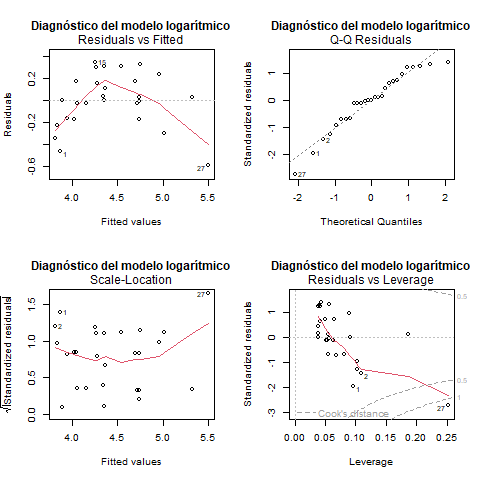 Diagnóstico del modelo logarítmico
Residuals vs Fitted
Residuals
0.2
-0.2
-0.6
15
1
27
4.0 4.5 5.0 5.5
Fitted values
Diagnóstico del modelo logarítmico
Q-Q Residuals
Standardized residuals
1
0
-1
-2
2
1
27
-2 -1 0 1 2
Theoretical Quantiles
Diagnóstico del modelo logarítmico
Scale-Location
√|Standardized residuals|
1.5
1.0
0.5
0.0
27
1
2
4.0 4.5 5.0 5.5
Fitted values
Diagnóstico del modelo logarítmico
Residuals vs Leverage
Standardized residuals
1
0
-1
-2
-3
0.5
2
1
0.5
1
27
Cook's distance
0.00 0.05 0.10 0.15 0.20 0.25
Leverage